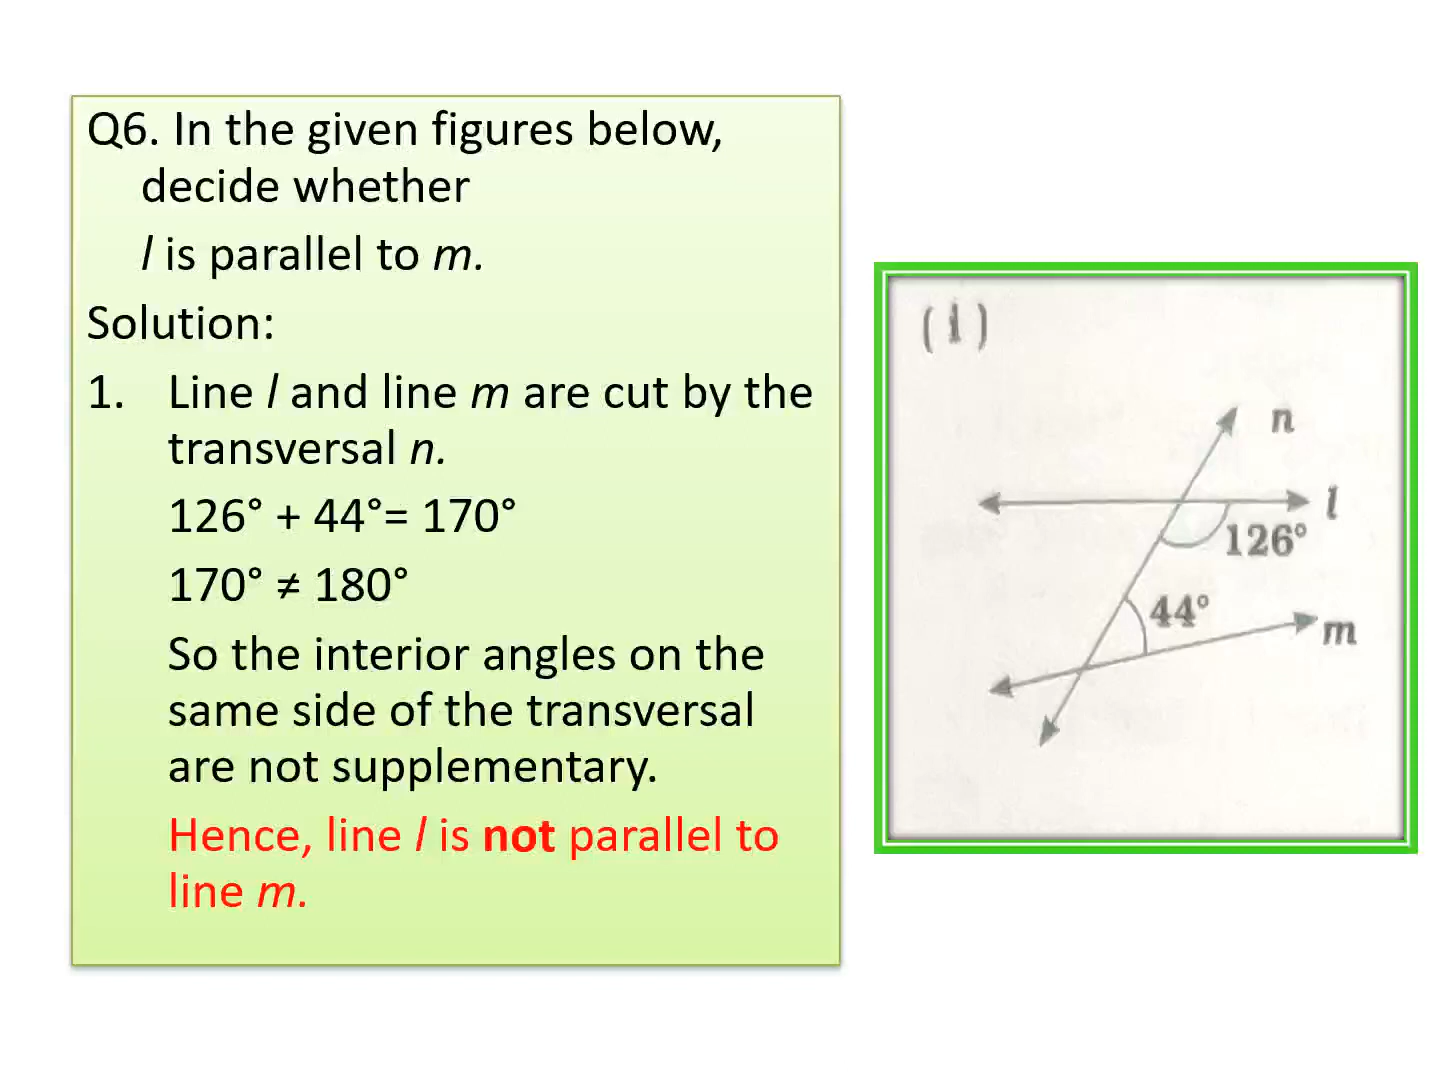 Q6. In the given figures below,
decide whether
l is parallel to m.
Solution:
1. Line l and line m are cut by the
transversal n.
126° + 44°= 170°
170° ≠ 180°
So the interior angles on the
same side of the transversal
are not supplementary.
Hence, line l is not parallel to
line m.
(i)
n
l
126°
44°
m